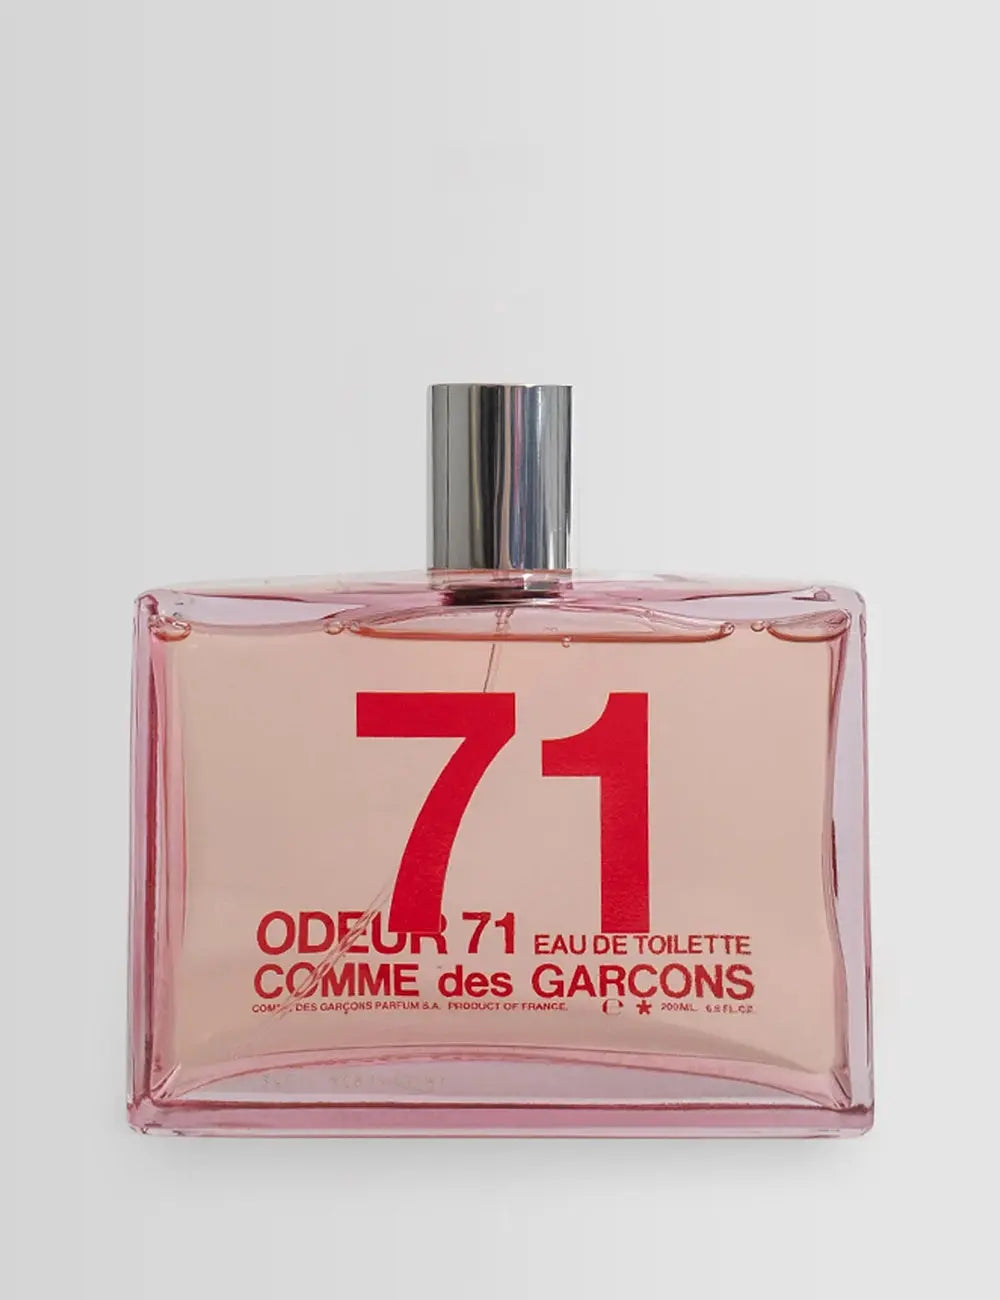 71
ODEUR 71 EAU DE TOILETTE
COMME des GARCONS
COMME DES GARÇONS PARFUM S.A. PRODUCT OF FRANCE. e * 200ML. 6.8 FL.OZ.